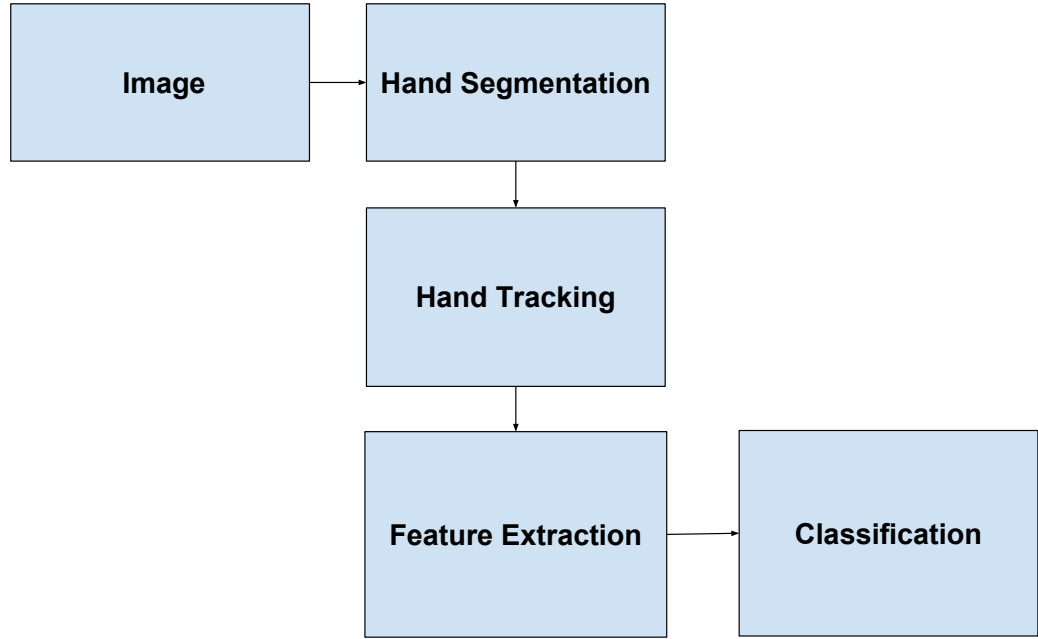 Image
Hand Segmentation
Hand Tracking
Feature Extraction
Classification